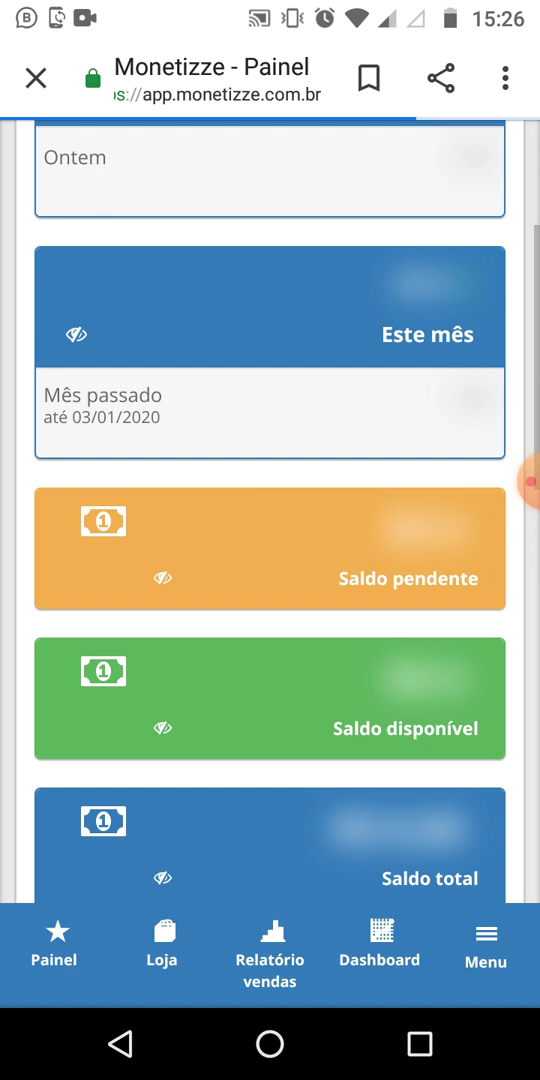 15:26
Monetizze - Painel
s://app.monetizze.com.br
Ontem
Este mês
Mês passado
até 03/01/2020
Saldo pendente
Saldo disponível
Saldo total
Painel
Loja
Relatório
vendas
Dashboard
Menu